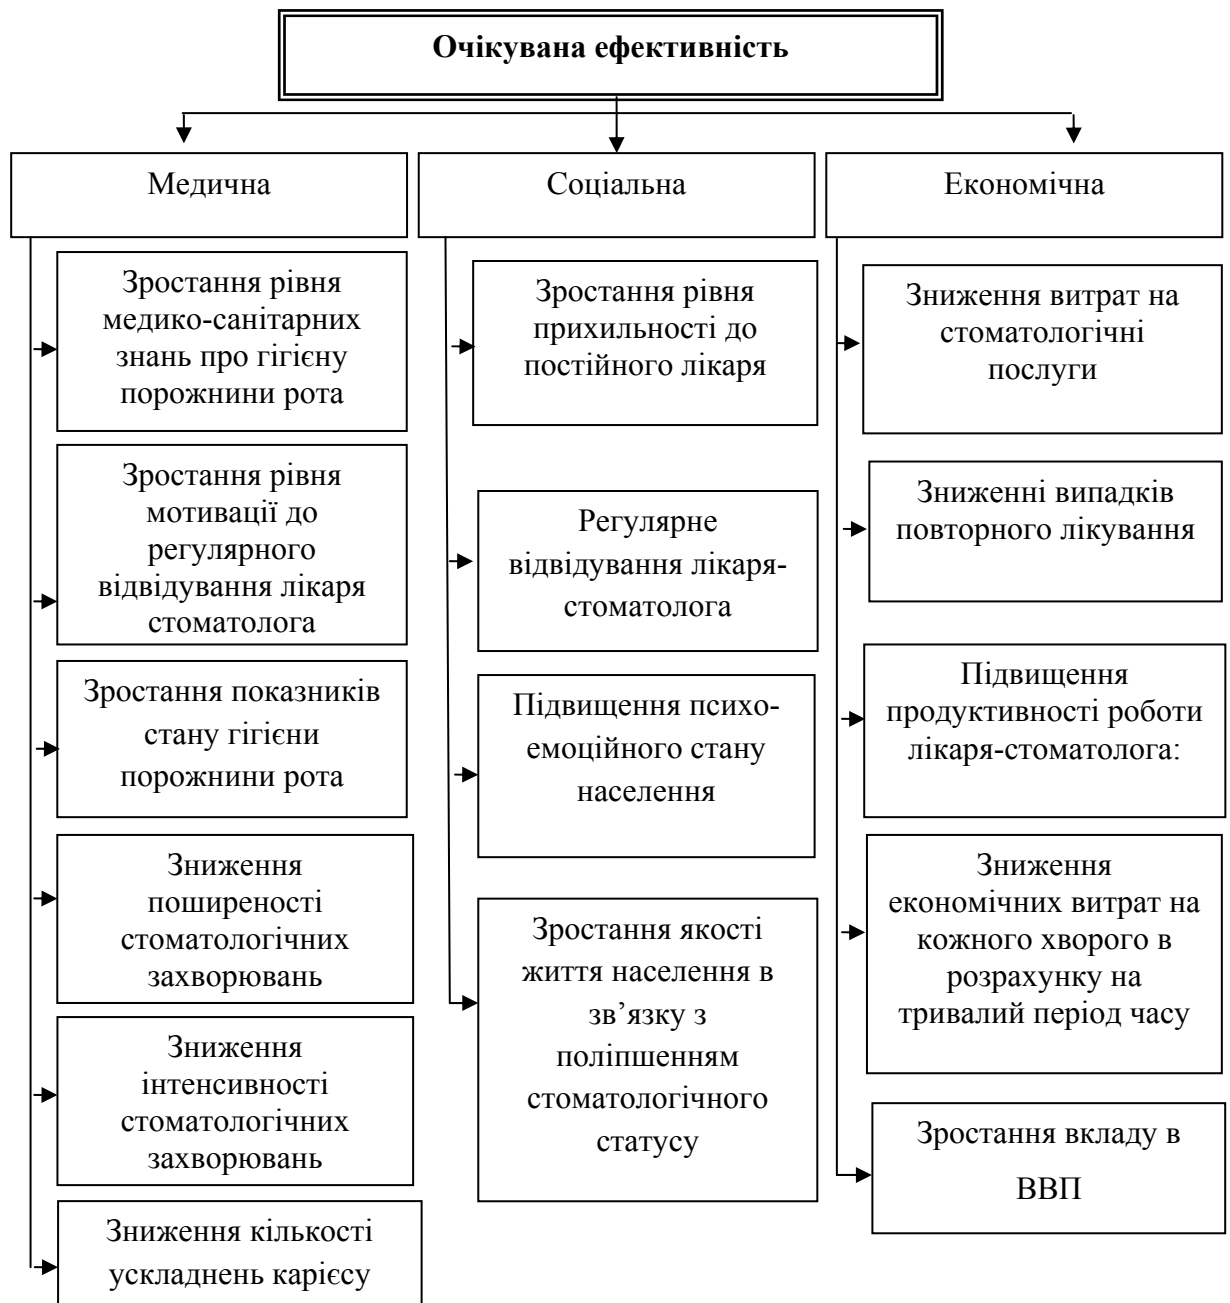 Очікувана ефективність
Медична
Соціальна
Економічна
Зростання рівня
медико-санітарних
знань про гігієну
порожнини рота
Зростання рівня
мотивації до
регулярного
відвідування лікаря
стоматолога
Зростання показників
стану гігієни
порожнини рота
Зниження
поширеності
стоматологічних
захворювань
Зниження
інтенсивності
стоматологічних
захворювань
Зниження кількості
ускладнень карієсу
Зростання рівня
прихильності до
постійного лікаря
Регулярне
відвідування лікаря-
стоматолога
Підвищення психо-
емоційного стану
населення
Зростання якості
життя населення в
зв’язку з
поліпшенням
стоматологічного
статусу
Зниження витрат на
стоматологічні
послуги
Зниженні випадків
повторного лікування
Підвищення
продуктивності роботи
лікаря-стоматолога:
Зниження
економічних витрат на
кожного хворого в
розрахунку на
тривалий період часу
Зростання вкладу в
ВВП